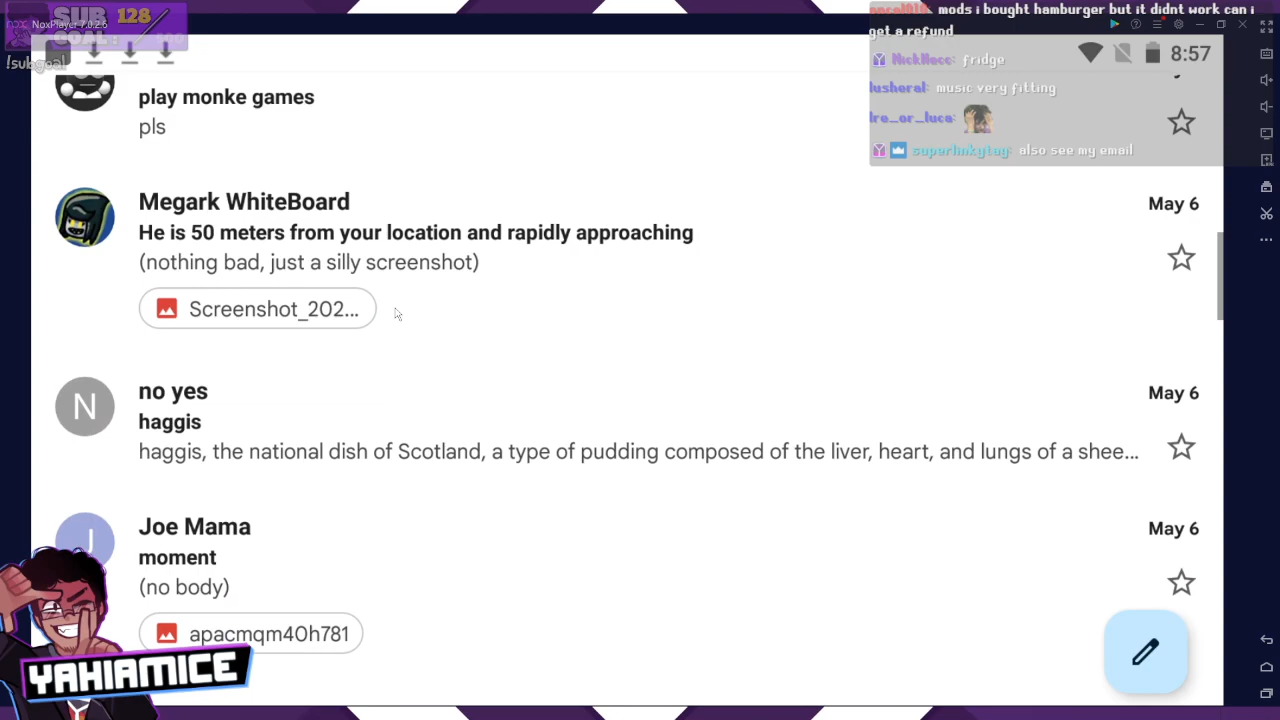 NoxPlayer 7.0.2.6
SUB 128
GOAL:
!subgoal
mods i bought hamburger but it didnt work can i
get a refund
NickNocc: fridge
lusheral: music very fitting
superinkytag: also see my email
8:57
play monke games
pls
Megark WhiteBoard
May 6
He is 50 meters from your location and rapidly approaching
(nothing bad, just a silly screenshot)
Screenshot_202...
no yes
May 6
N
haggis
haggis, the national dish of Scotland, a type of pudding composed of the liver, heart, and lungs of a shee...
Joe Mama
May 6
J
moment
(no body)
apacmqm40h781
YAHIAMICE